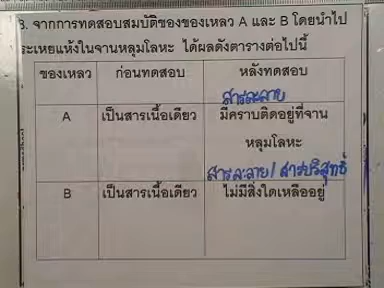 3. จากการทดสอบสมบัติของของเหลว A และ B โดยนำไป
ระเหยแห้งในจานหลุมโลหะ ได้ผลดังตารางต่อไปนี้
ของเหลว ก่อนทดสอบ หลังทดสอบ
สารละลาย
A เป็นสารเนื้อเดียว มีคราบติดอยู่ที่จาน
หลุมโลหะ
สารละลาย/สารบริสุทธิ์
B เป็นสารเนื้อเดียว ไม่มีสิ่งใดเหลืออยู่